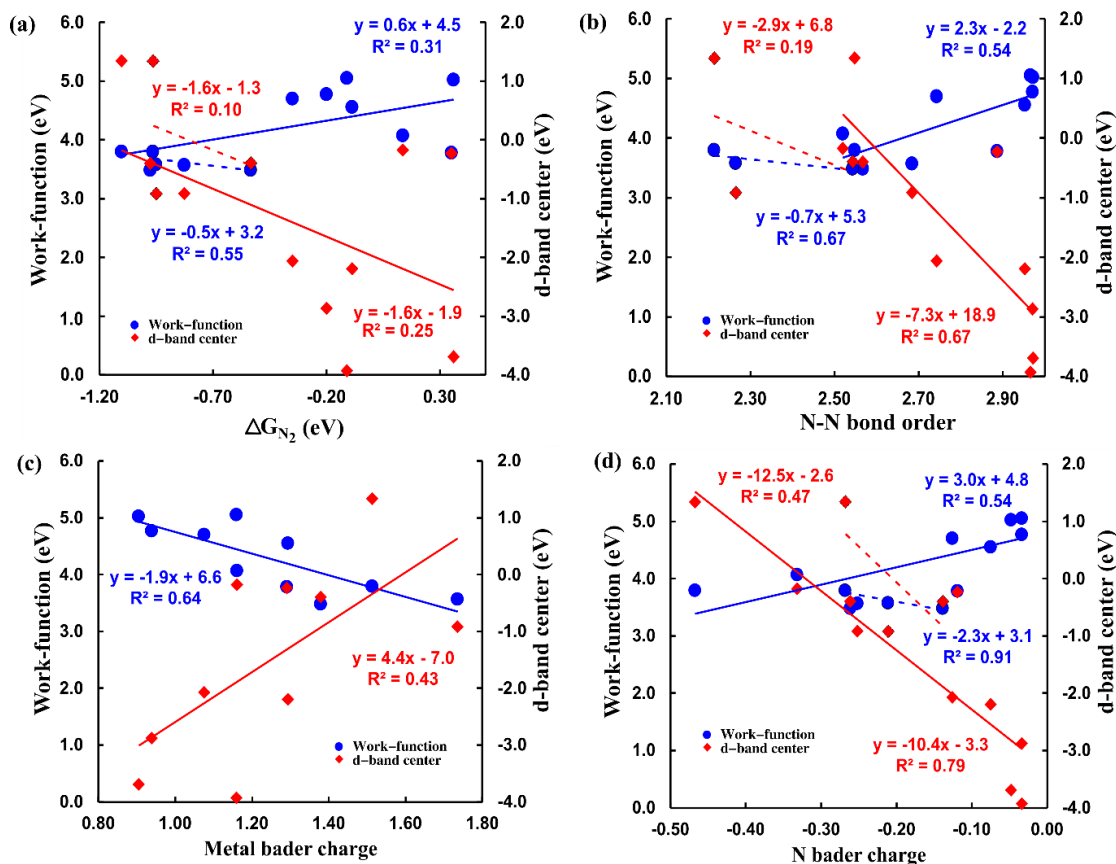 (a)
y = 0.6x + 4.5
R² = 0.31
y = -1.6x - 1.3
R² = 0.10
y = -0.5x + 3.2
R² = 0.55
y = -1.6x - 1.9
R² = 0.25
Work-function
d-band center
6.0
5.0
4.0
3.0
2.0
1.0
0.0
2.0
1.0
0.0
-1.0
-2.0
-3.0
-4.0
-1.20
-0.70
-0.20
0.30
Work-function (eV)
d-band center (eV)
ΔG_N₂ (eV)
(b)
y = -2.9x + 6.8
R² = 0.19
y = 2.3x - 2.2
R² = 0.54
y = -0.7x + 5.3
R² = 0.67
y = -7.3x + 18.9
R² = 0.67
Work-function
d-band center
6.0
5.0
4.0
3.0
2.0
1.0
0.0
2.0
1.0
0.0
-1.0
-2.0
-3.0
-4.0
2.10
2.30
2.50
2.70
2.90
Work-function (eV)
d-band center (eV)
N-N bond order
(c)
y = -1.9x + 6.6
R² = 0.64
y = 4.4x - 7.0
R² = 0.43
Work-function
d-band center
6.0
5.0
4.0
3.0
2.0
1.0
0.0
2.0
1.0
0.0
-1.0
-2.0
-3.0
-4.0
0.80
1.00
1.20
1.40
1.60
1.80
Work-function (eV)
d-band center (eV)
Metal bader charge
(d)
y = -12.5x - 2.6
R² = 0.47
y = 3.0x + 4.8
R² = 0.54
y = -2.3x + 3.1
R² = 0.91
y = -10.4x - 3.3
R² = 0.79
Work-function
d-band center
6.0
5.0
4.0
3.0
2.0
1.0
0.0
2.0
1.0
0.0
-1.0
-2.0
-3.0
-4.0
-0.50
-0.40
-0.30
-0.20
-0.10
0.00
Work-function (eV)
d-band center (eV)
N bader charge